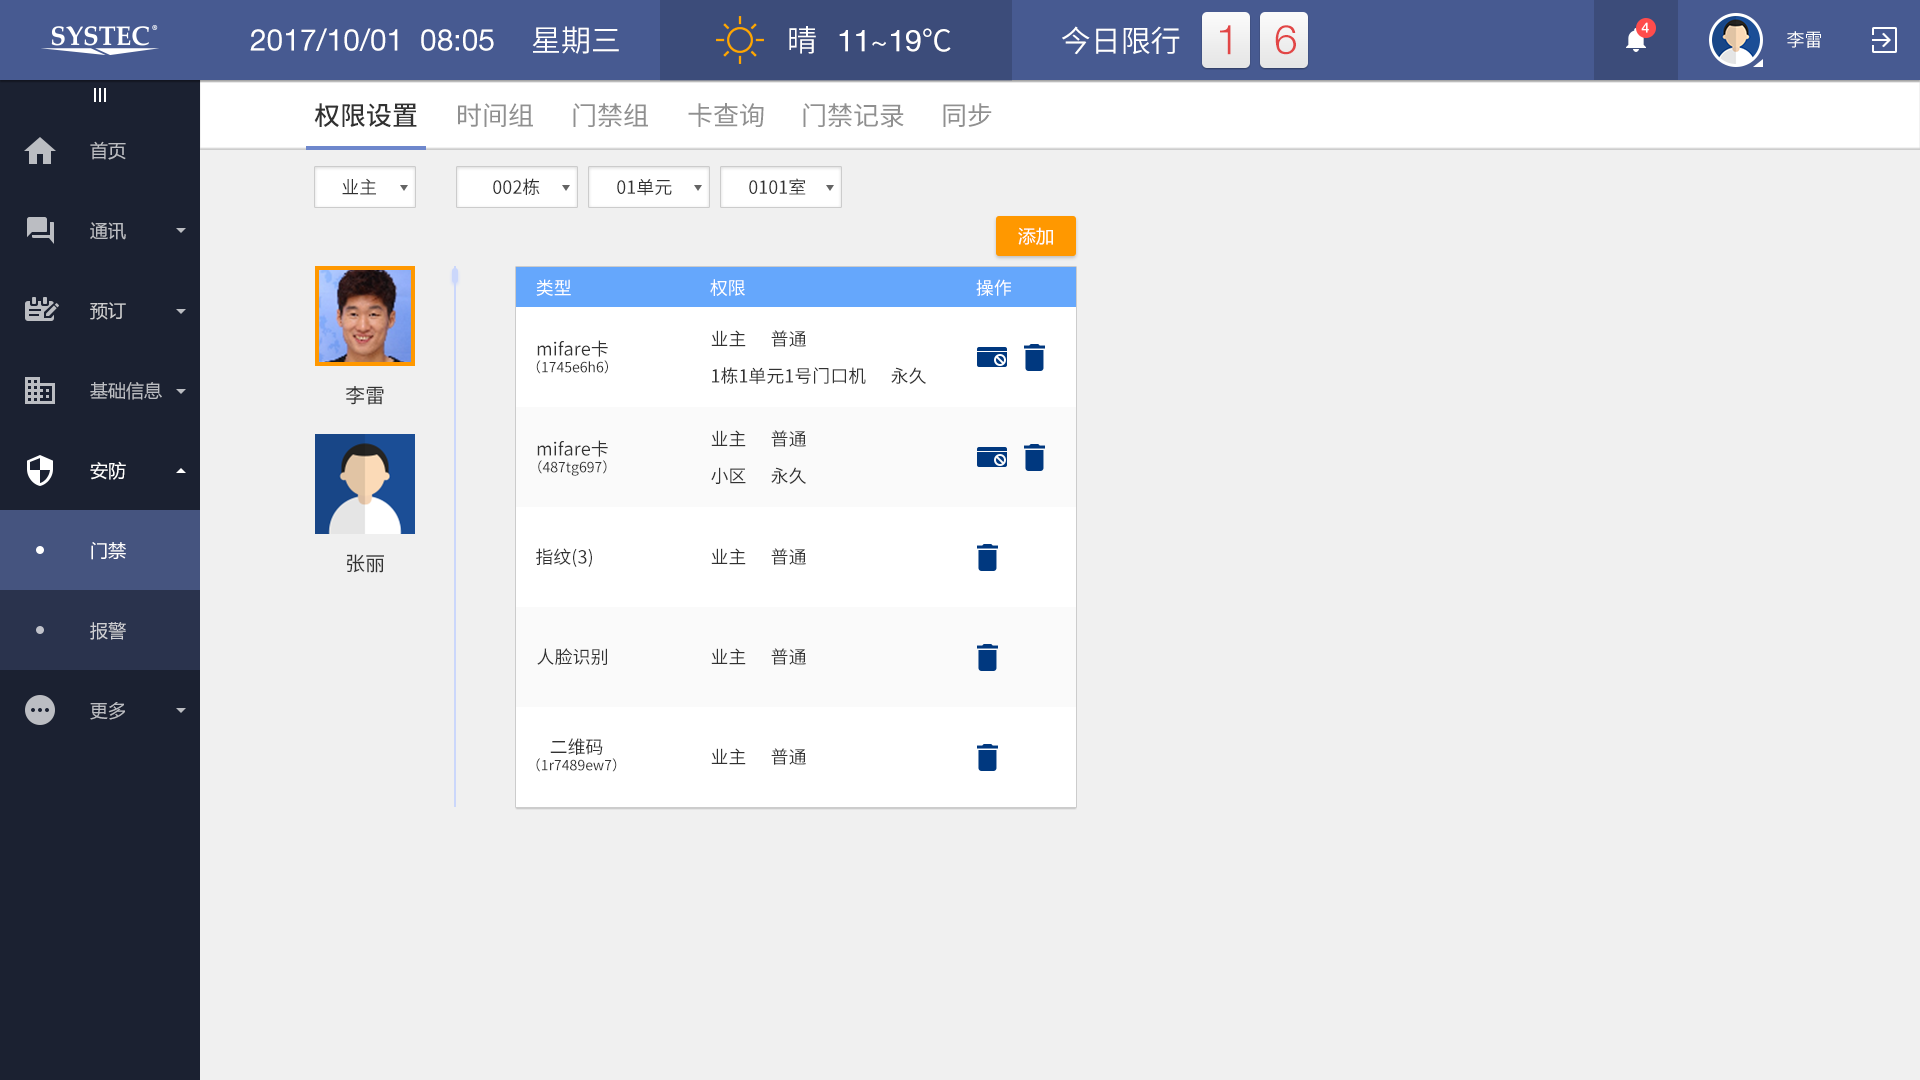 SYSTEC®
2017/10/01 08:05 星期三
晴 11~19℃
今日限行 1 6
4
李雷
首页
通讯
预订
基础信息
安防
门禁
报警
更多
权限设置 时间组 门禁组 卡查询 门禁记录 同步
业主 002栋 01单元 0101室
添加
李雷
张丽
类型 权限 操作
mifare卡
(1745e6h6)
业主 普通
1栋1单元1号门口机 永久
mifare卡
(487tg697)
业主 普通
小区 永久
指纹(3) 业主 普通
人脸识别 业主 普通
二维码
(1r7489ew7)
业主 普通